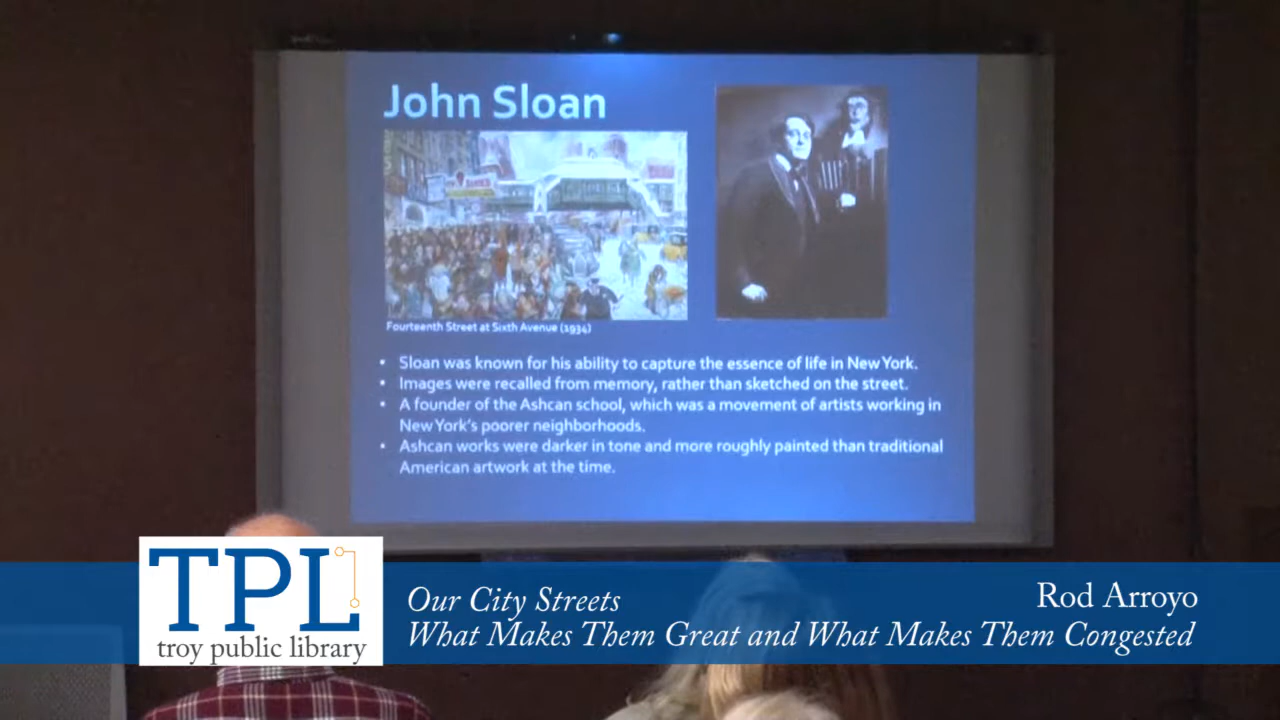 John Sloan
Fourteenth Street at Sixth Avenue (1934)
• Sloan was known for his ability to capture the essence of life in New York.
• Images were recalled from memory, rather than sketched on the street.
• A founder of the Ashcan school, which was a movement of artists working in
New York's poorer neighborhoods.
• Ashcan works were darker in tone and more roughly painted than traditional
American artwork at the time.
TPL
troy public library
Our City Streets
Rod Arroyo
What Makes Them Great and What Makes Them Congested